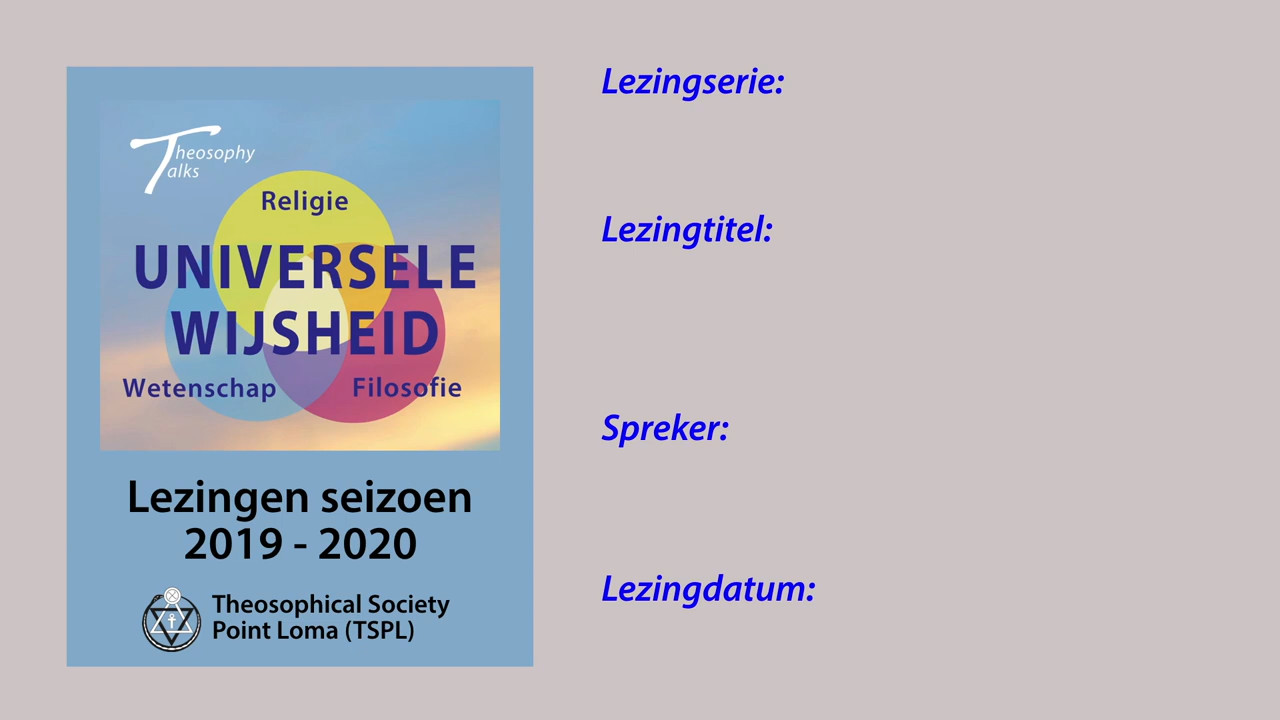 Theosophy
Talks
Religie
UNIVERSELE
WIJSHEID
Wetenschap
Filosofie
Lezingen seizoen
2019 - 2020
Theosophical Society
Point Loma (TSPL)
Lezingserie:
Lezingtitel:
Spreker:
Lezingdatum: